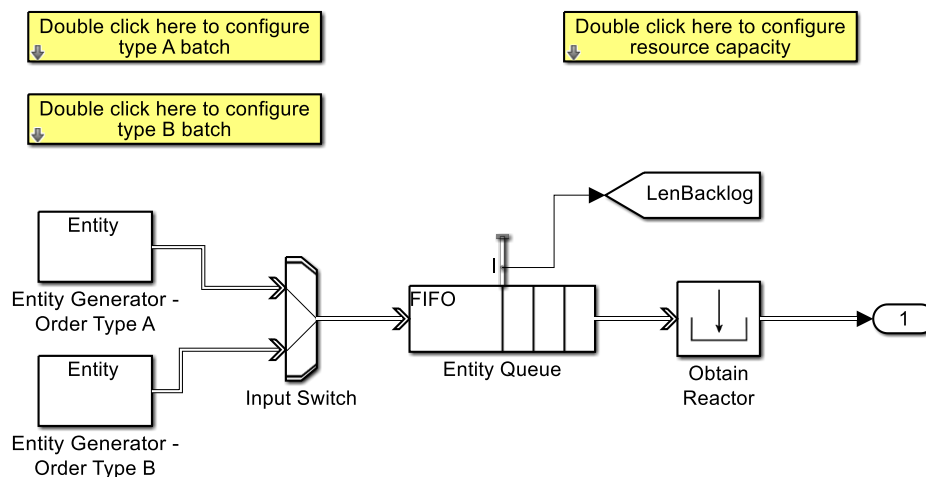 Double click here to configure
type A batch
Double click here to configure
resource capacity
Double click here to configure
type B batch
LenBacklog
Entity
Entity Generator -
Order Type A
l
FIFO
1
Entity Queue
Obtain
Reactor
Input Switch
Entity
Entity Generator -
Order Type B